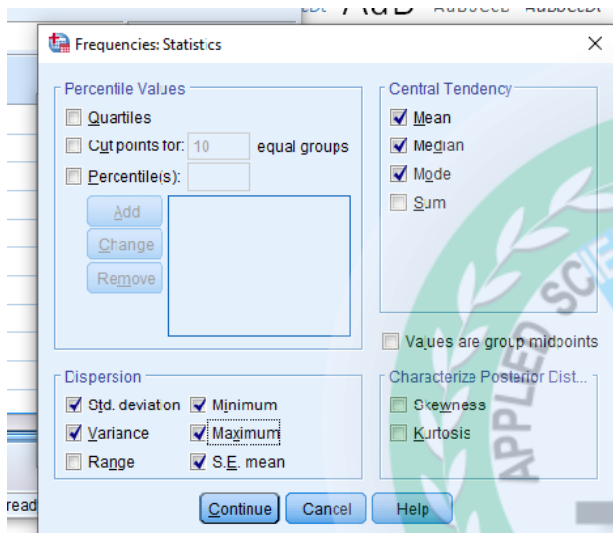 Frequencies: Statistics
Percentile Values
Quartiles
Cut points for: 10 equal groups
Percentile(s):
Add
Change
Remove
Central Tendency
Mean
Median
Mode
Sum
Values are group midpoints
Dispersion
Std. deviation Minimum
Variance Maximum
Range S.E. mean
Characterize Posterior Dist...
Skewness
Kurtosis
Continue Cancel Help
APPLIED